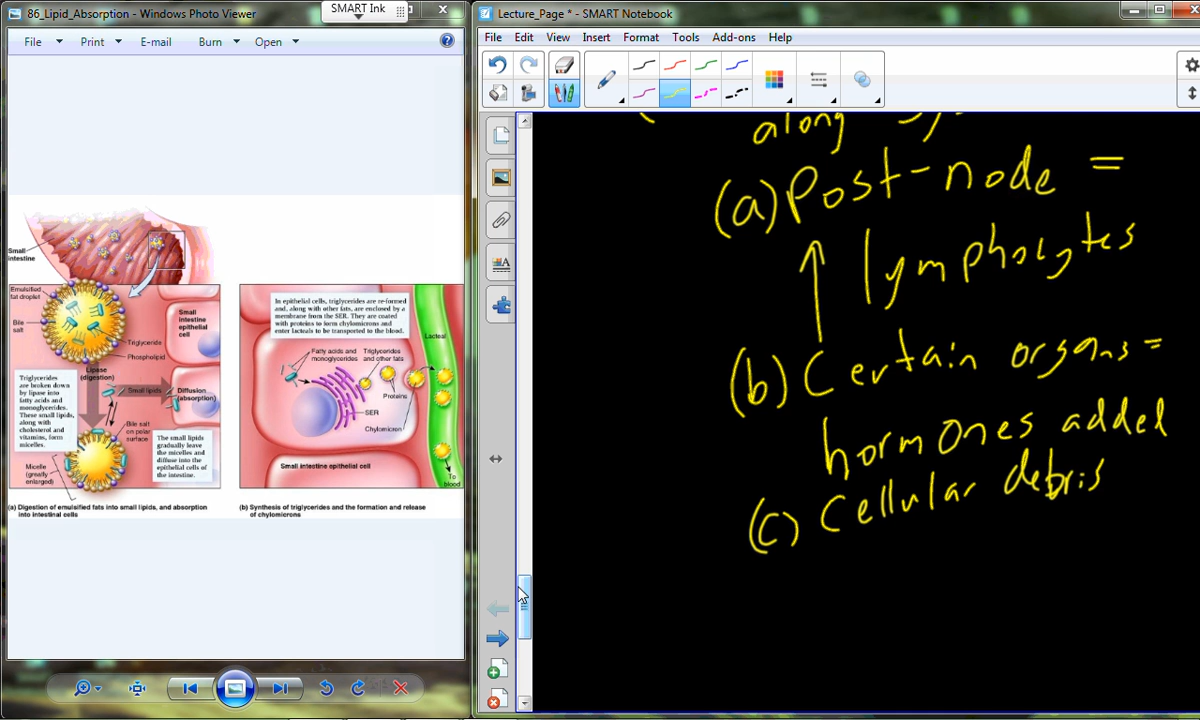 86_Lipid_Absorption - Windows Photo Viewer
SMART Ink
File Print E-mail Burn Open
Small
intestine
Emulsified
fat droplet
Bile
salt
Small
intestine
epithelial
cell
Triglyceride
Phospholipid
Lipase
(digestion)
Triglycerides
are broken down
by lipase into
fatty acids and
monoglycerides.
These small lipids,
along with
cholesterol and
vitamins, form
micelles.
Small lipids
Diffusion
(absorption)
Bile salt
on polar
surface
The small lipids
gradually leave
the micelles and
diffuse into the
epithelial cells of
the intestine.
Micelle
(greatly
enlarged)
(a) Digestion of emulsified fats into small lipids, and absorption
into intestinal cells
In epithelial cells, triglycerides are re-formed
and, along with other fats, are enclosed by a
membrane from the SER. They are coated
with proteins to form chylomicrons and
enter lacteals to be transported to the blood.
Lacteal
Fatty acids and
monoglycerides
Triglycerides
and other fats
Proteins
SER
Chylomicron
Small intestine epithelial cell
To
blood
(b) Synthesis of triglycerides and the formation and release
of chylomicrons
Lecture_Page * - SMART Notebook
File Edit View Insert Format Tools Add-ons Help
along
(a) Post-node =
lymphocytes
(b) Certain organs =
hormones added
(c) Cellular debris